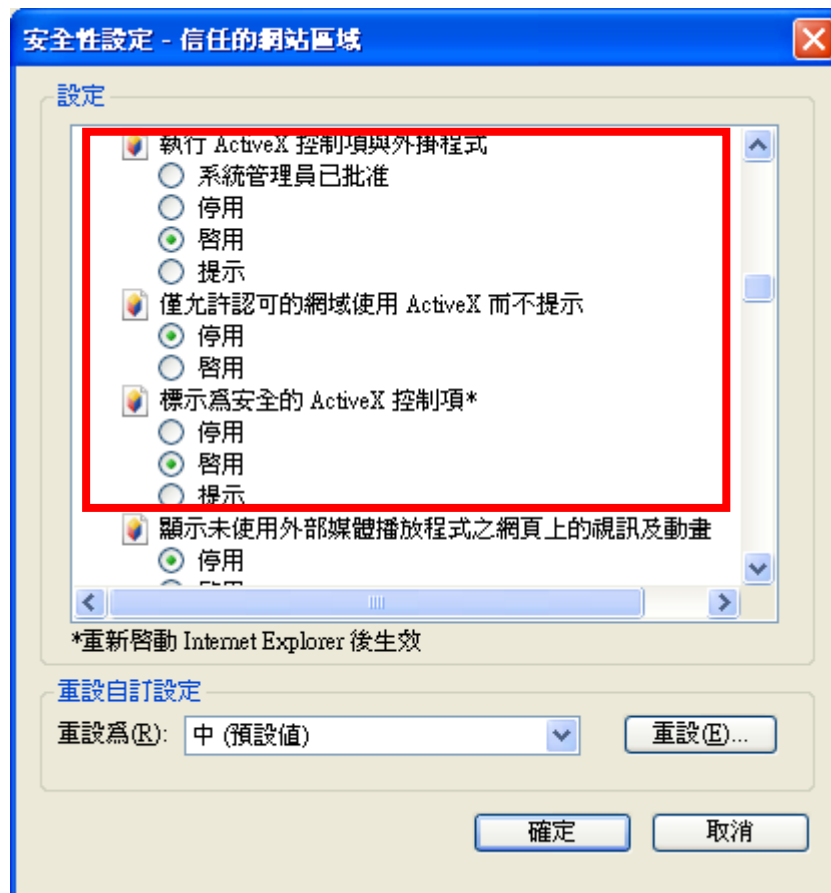 安全性設定 - 信任的網站區域
設定
執行 ActiveX 控制項與外掛程式
系統管理員已批准
停用
啓用
提示
僅允許認可的網域使用 ActiveX 而不提示
停用
啓用
標示爲安全的 ActiveX 控制項*
停用
啓用
提示
顯示未使用外部媒體播放程式之網頁上的視訊及動畫
停用
*重新啓動 Internet Explorer 後生效
重設自訂設定
重設爲(R): 中 (預設值) 重設(E)...
確定 取消